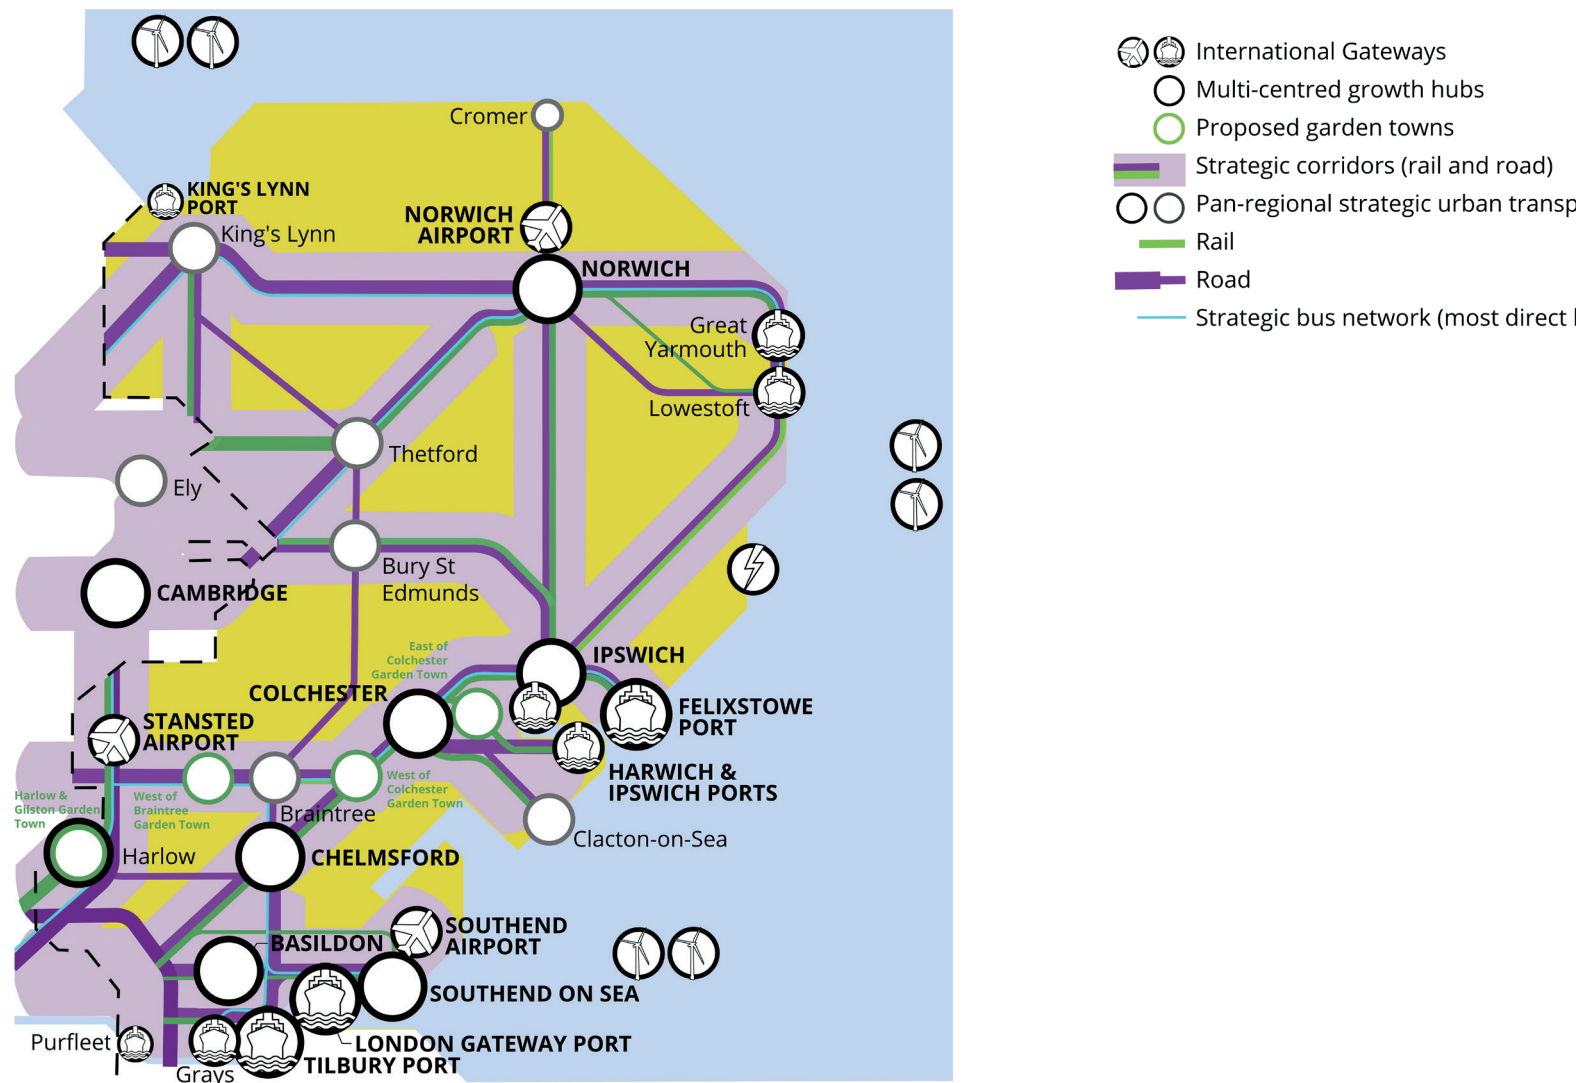 Cromer
KING'S LYNN
PORT
King's Lynn
NORWICH
AIRPORT
NORWICH
Great
Yarmouth
Lowestoft
Thetford
Ely
Bury St
Edmunds
CAMBRIDGE
East of
Colchester
Garden Town
IPSWICH
COLCHESTER
FELIXSTOWE
PORT
STANSTED
AIRPORT
HARWICH &
IPSWICH PORTS
West of
Colchester
Garden Town
Harlow &
Gilston Garden
Town
West of
Braintree
Garden Town
Braintree
Clacton-on-Sea
Harlow
CHELMSFORD
SOUTHEND
AIRPORT
BASILDON
SOUTHEND ON SEA
Purfleet
LONDON GATEWAY PORT
TILBURY PORT
Grays
International Gateways
Multi-centred growth hubs
Proposed garden towns
Strategic corridors (rail and road)
Pan-regional strategic urban
Rail
Road
Strategic bus network (most direct